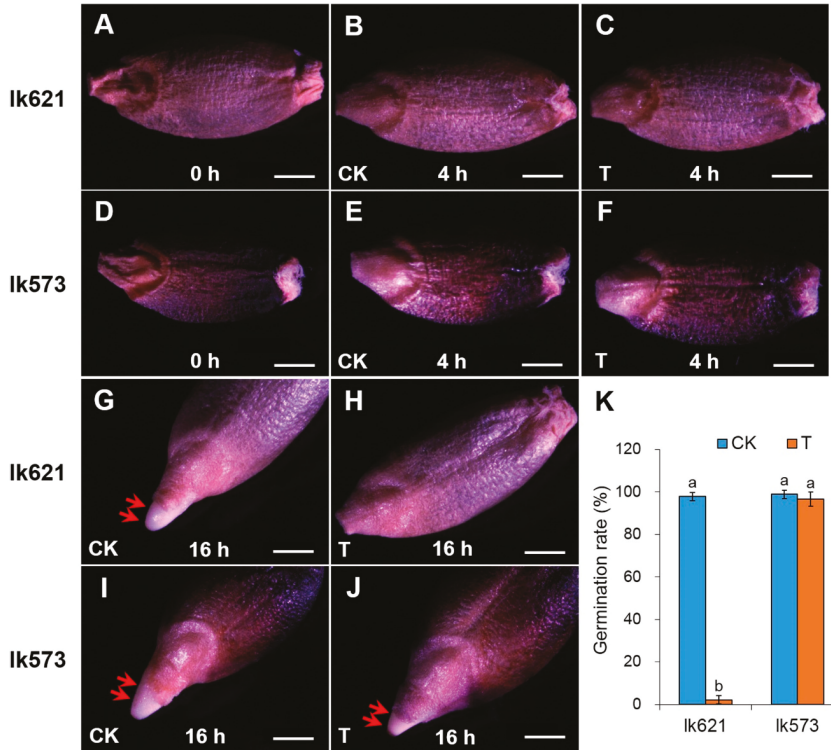 A
B
C
lk621
0 h
CK
4 h
T
4 h
D
E
F
lk573
0 h
CK
4 h
T
4 h
G
H
lk621
CK
16 h
T
16 h
I
J
lk573
CK
16 h
T
16 h
K
CK
T
120
100
80
60
40
20
0
Germination rate (%)
a
b
a
a
lk621
lk573